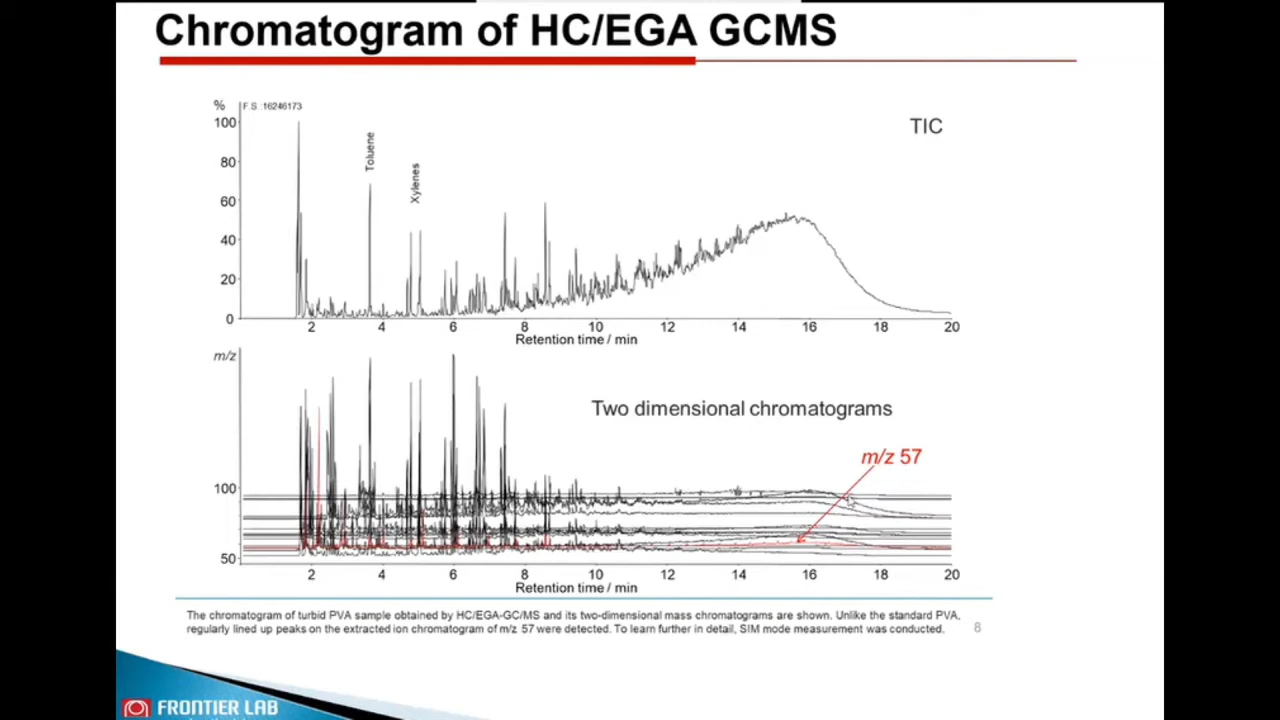 Chromatogram of HC/EGA GCMS
%
F.S :16246173
100
80
60
40
20
0
Toluene
Xylenes
TIC
2 4 6 8 10 12 14 16 18 20
Retention time / min
m/z
Two dimensional chromatograms
m/z 57
100
50
2 4 6 8 10 12 14 16 18 20
Retention time / min
The chromatogram of turbid PVA sample obtained by HC/EGA-GC/MS and its two-dimensional mass chromatograms are shown. Unlike the standard PVA,
regularly lined up peaks on the extracted ion chromatogram of m/z 57 were detected. To learn further in detail, SIM mode measurement was conducted.
8
FRONTIER LAB